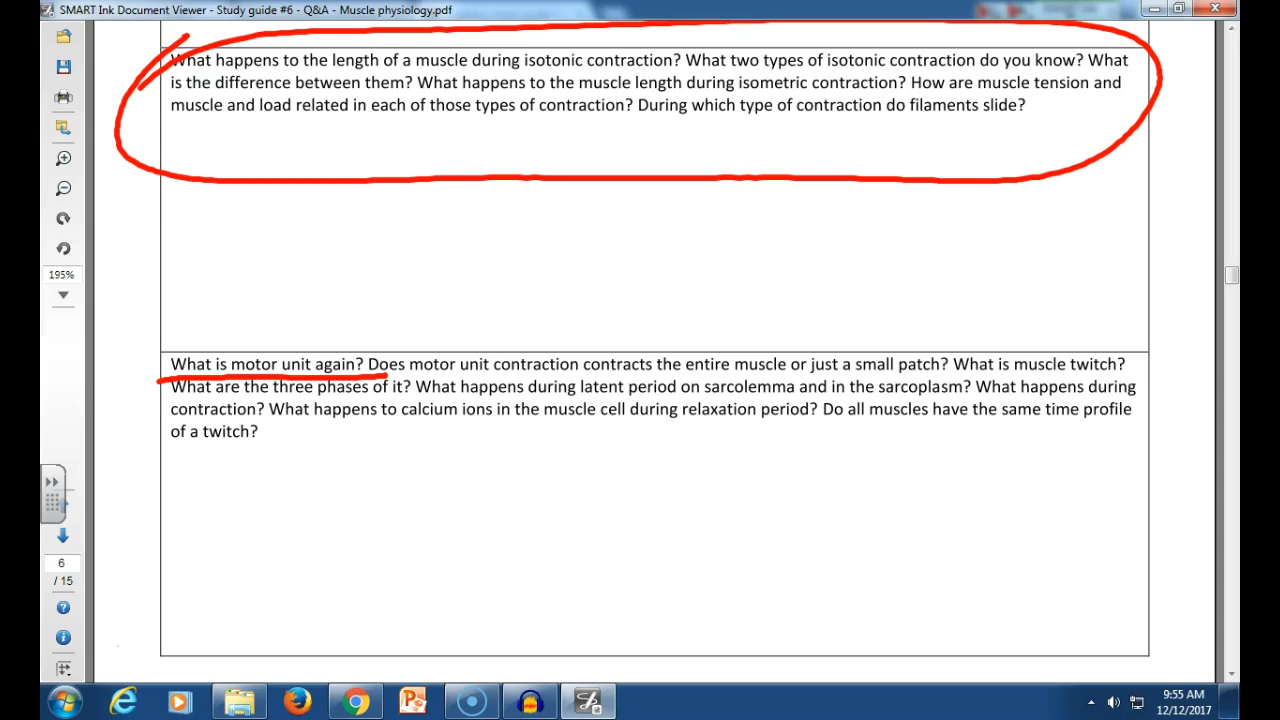 SMART Ink Document Viewer - Study guide #6 - Q&A - Muscle physiology.pdf
What happens to the length of a muscle during isotonic contraction? What two types of isotonic contraction do you know? What
is the difference between them? What happens to the muscle length during isometric contraction? How are muscle tension and
muscle and load related in each of those types of contraction? During which type of contraction do filaments slide?
195%
What is motor unit again? Does motor unit contraction contracts the entire muscle or just a small patch? What is muscle twitch?
What are the three phases of it? What happens during latent period on sarcolemma and in the sarcoplasm? What happens during
contraction? What happens to calcium ions in the muscle cell during relaxation period? Do all muscles have the same time profile
of a twitch?
6
/ 15
9:55 AM
12/12/2017